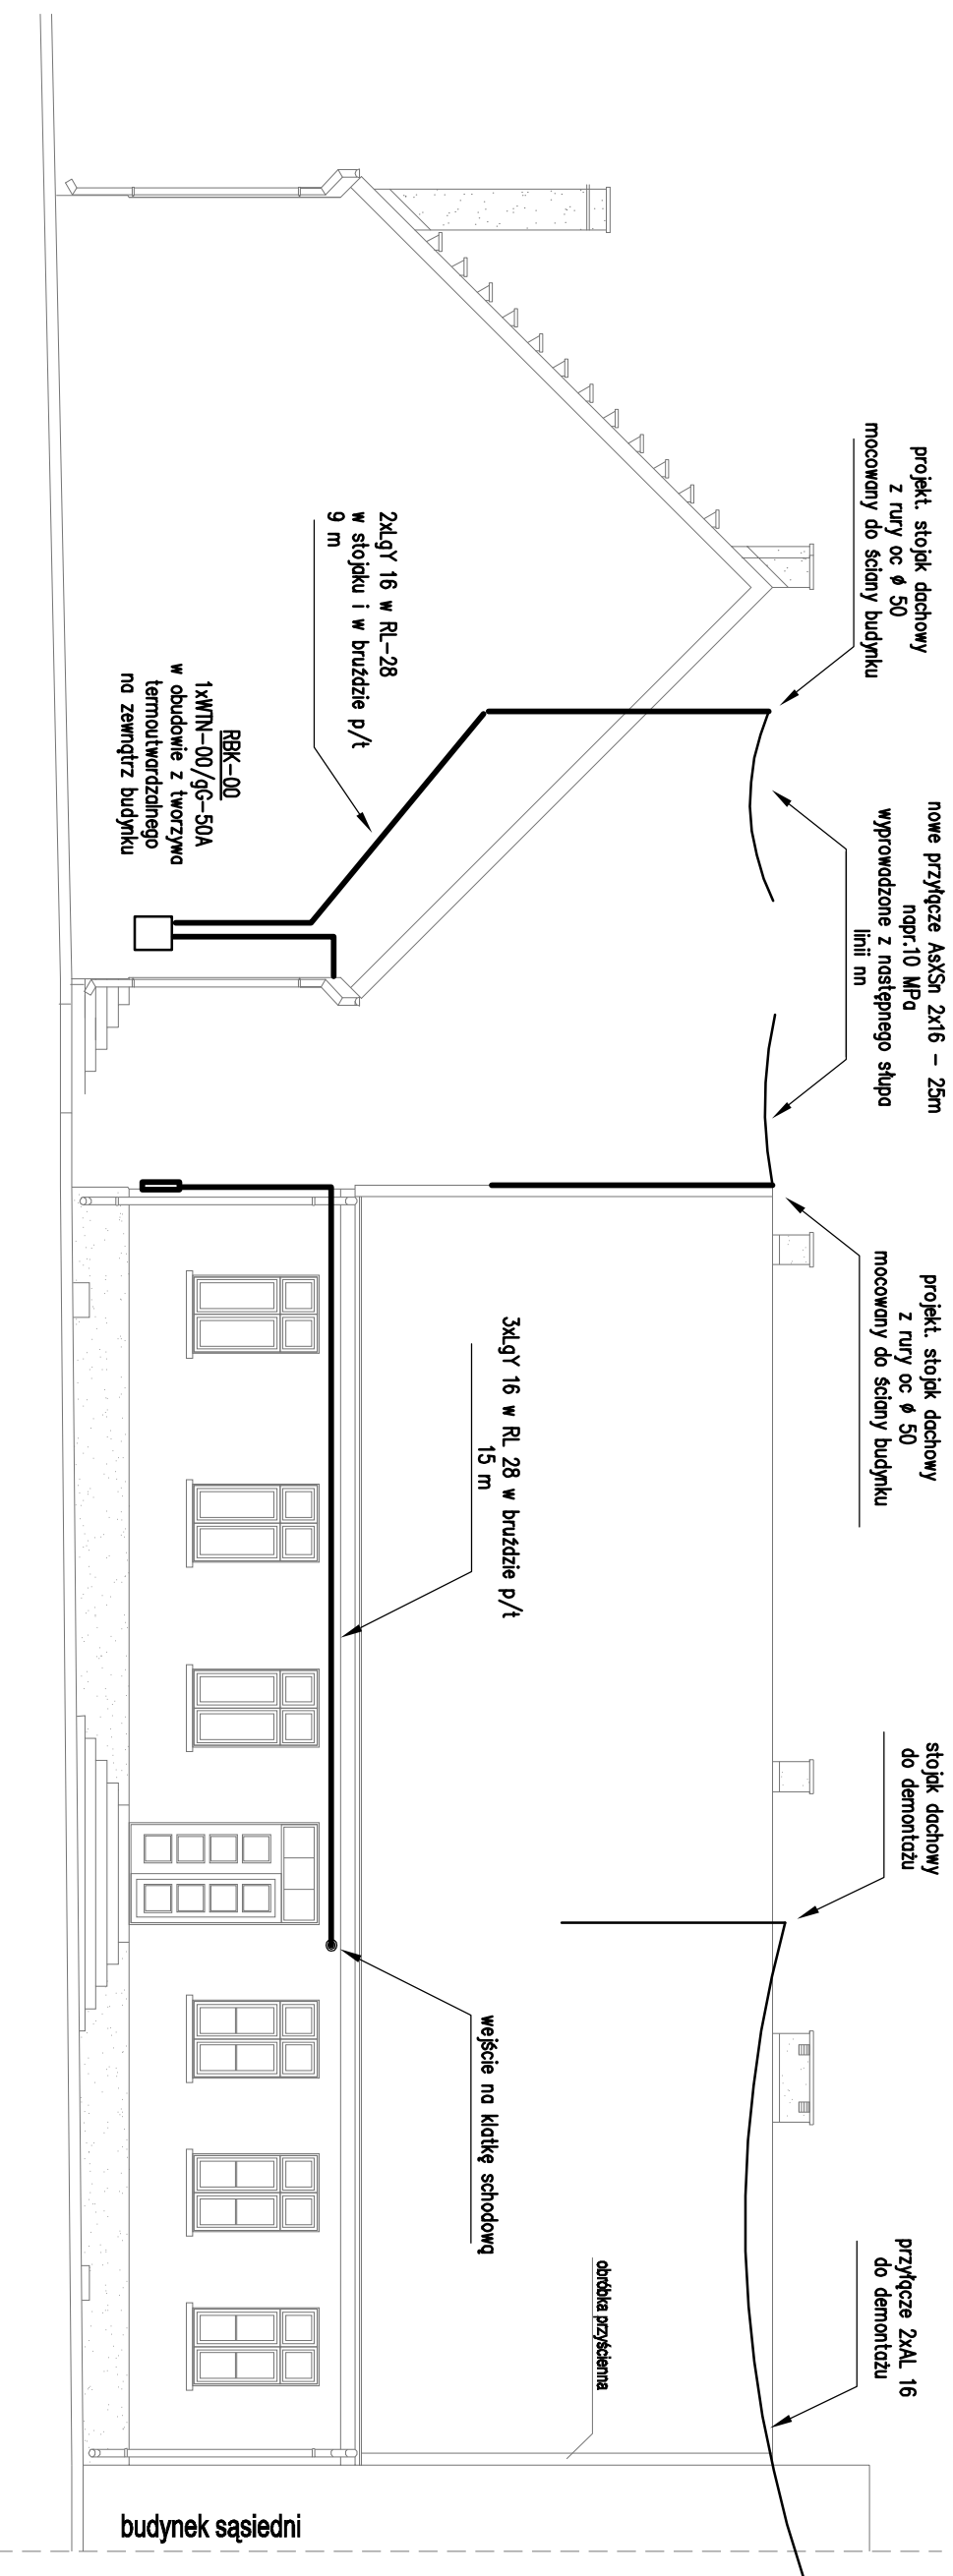 projekt. stojak dachowy
z rury oc ø 50
mocowany do ściany budynku
nowe przyłącze AsXSn 2x16 - 25m
napr.10 MPa
wyprowadzone z następnego słupa
linii nn
projekt. stojak dachowy
z rury oc ø 50
mocowany do ściany budynku
stojak dachowy
do demontażu
przyłącze 2xAL 16
do demontażu
2xLgY 16 w RL-28
w stojaku i w bruździe p/t
9 m
3xLgY 16 w RL 28 w bruździe p/t
15 m
wejście na klatkę schodową
obróbka przyścienna
RBK-00
1xWTN-00/gG-50A
w obudowie z tworzywa
termoutwardzalnego
na zewnątrz budynku
budynek sąsiedni